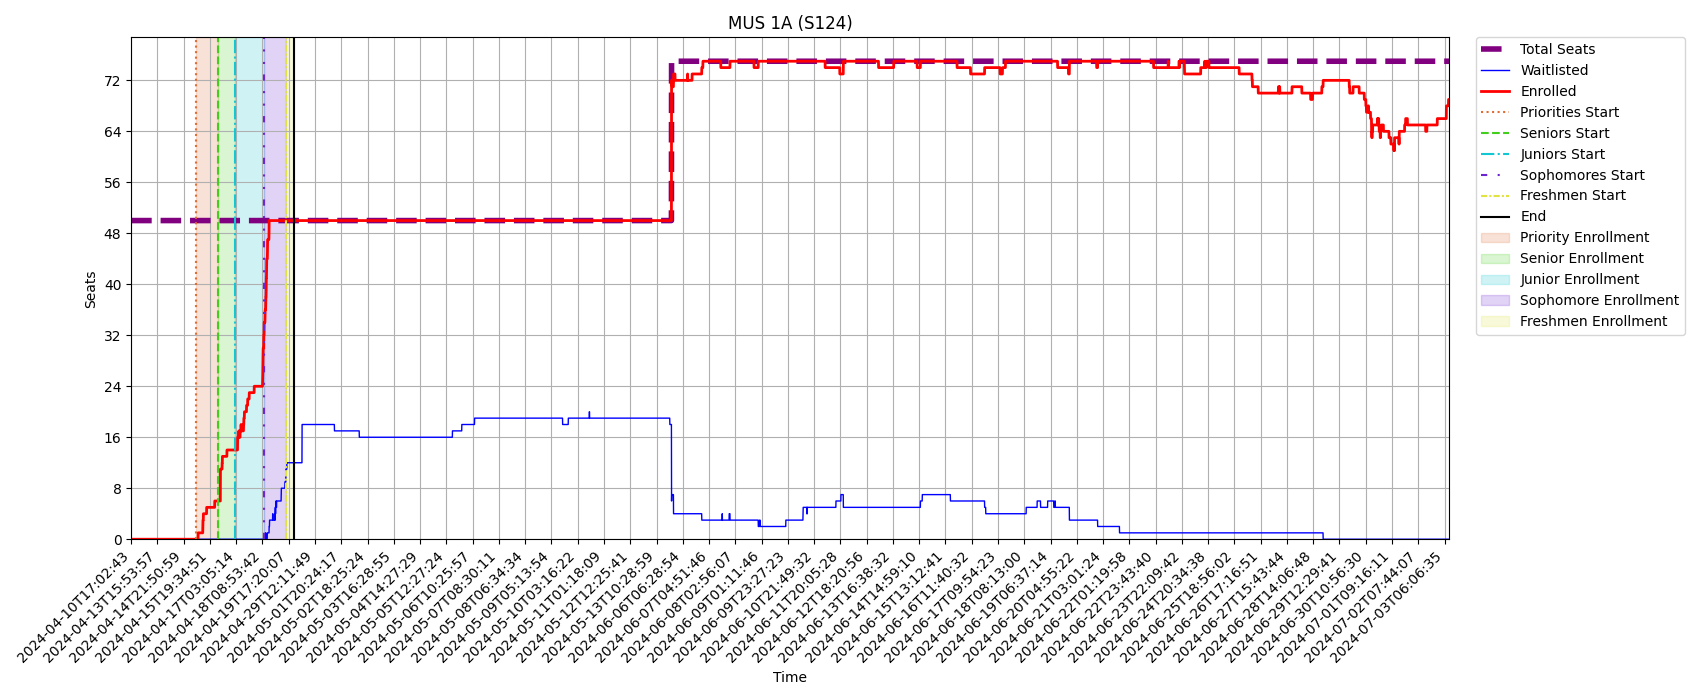 MUS 1A (S124)
Total Seats
Waitlisted
Enrolled
Priorities Start
Seniors Start
Juniors Start
Sophomores Start
Freshmen Start
End
Priority Enrollment
Senior Enrollment
Junior Enrollment
Sophomore Enrollment
Freshmen Enrollment
Seats
72
64
56
48
40
32
24
16
8
0
2024-04-10T17:02:43
2024-04-13T15:53:57
2024-04-14T21:50:59
2024-04-15T19:34:51
2024-04-17T03:05:14
2024-04-18T08:53:42
2024-04-19T17:20:07
2024-04-29T12:11:49
2024-05-01T20:24:17
2024-05-02T18:25:24
2024-05-03T16:28:55
2024-05-04T14:27:29
2024-05-05T12:27:24
2024-05-06T10:25:57
2024-05-07T08:30:11
2024-05-08T06:34:34
2024-05-09T05:13:54
2024-05-10T03:16:22
2024-05-11T01:18:09
2024-05-12T12:25:41
2024-05-13T10:28:59
2024-06-06T06:28:54
2024-06-07T04:51:46
2024-06-08T02:56:07
2024-06-09T01:11:46
2024-06-09T23:27:23
2024-06-10T21:49:32
2024-06-11T20:05:28
2024-06-12T18:20:56
2024-06-13T16:38:32
2024-06-14T14:59:10
2024-06-15T13:12:41
2024-06-16T11:40:32
2024-06-17T09:54:23
2024-06-18T08:13:00
2024-06-19T06:37:14
2024-06-20T04:55:22
2024-06-21T03:01:24
2024-06-22T01:19:58
2024-06-22T23:43:40
2024-06-23T22:09:42
2024-06-24T20:34:38
2024-06-25T18:56:02
2024-06-26T17:16:51
2024-06-27T15:43:44
2024-06-28T14:06:48
2024-06-29T12:29:41
2024-06-30T10:56:30
2024-07-01T09:16:11
2024-07-02T07:44:07
2024-07-03T06:06:35
Time